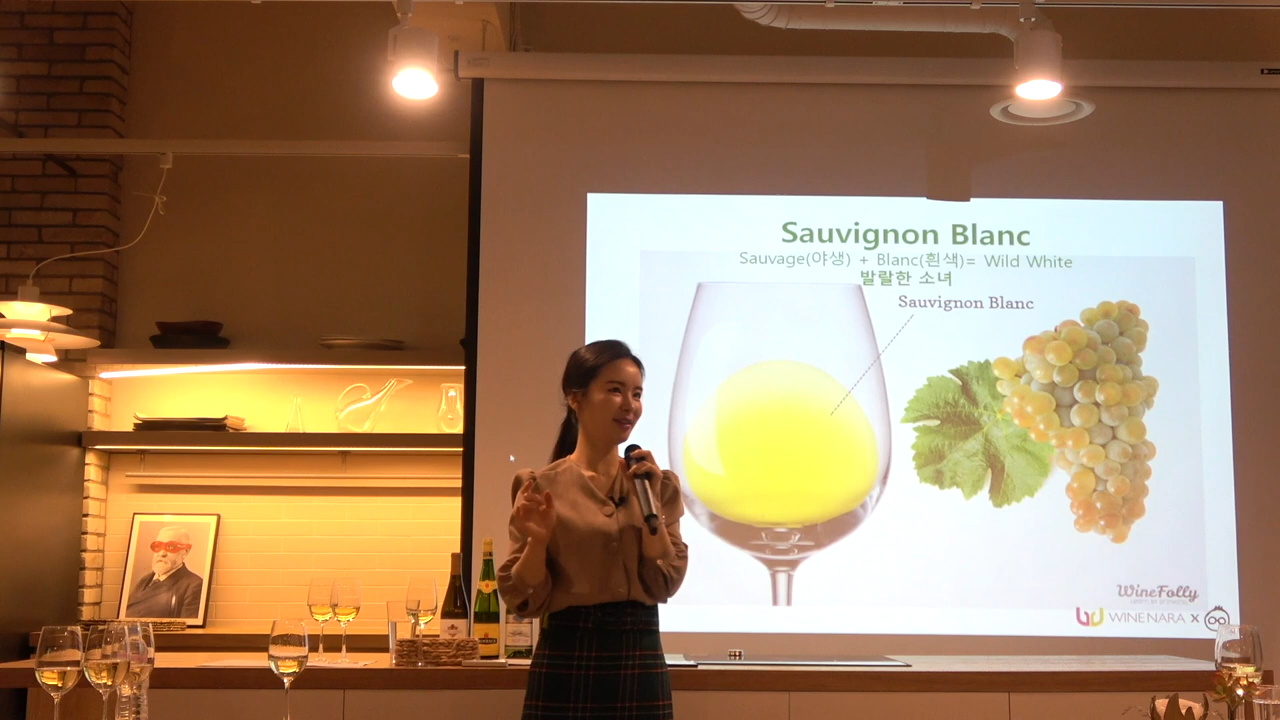 Sauvignon Blanc
Sauvage(야생) + Blanc(흰색)= Wild White
발랄한 소녀
Sauvignon Blanc
WineFolly
WINENARA X